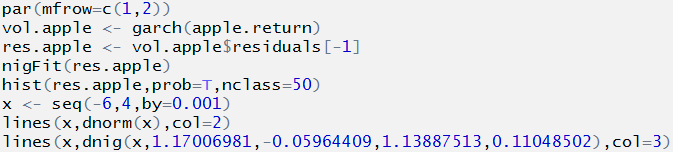 par(mfrow=c(1,2))
vol.apple <- garch(apple.return)
res.apple <- vol.apple$residuals[-1]
nigFit(res.apple)
hist(res.apple,prob=T,nclass=50)
x <- seq(-6,4,by=0.001)
lines(x,dnorm(x),col=2)
lines(x,dnig(x,1.17006981,-0.05964409,1.13887513,0.11048502),col=3)